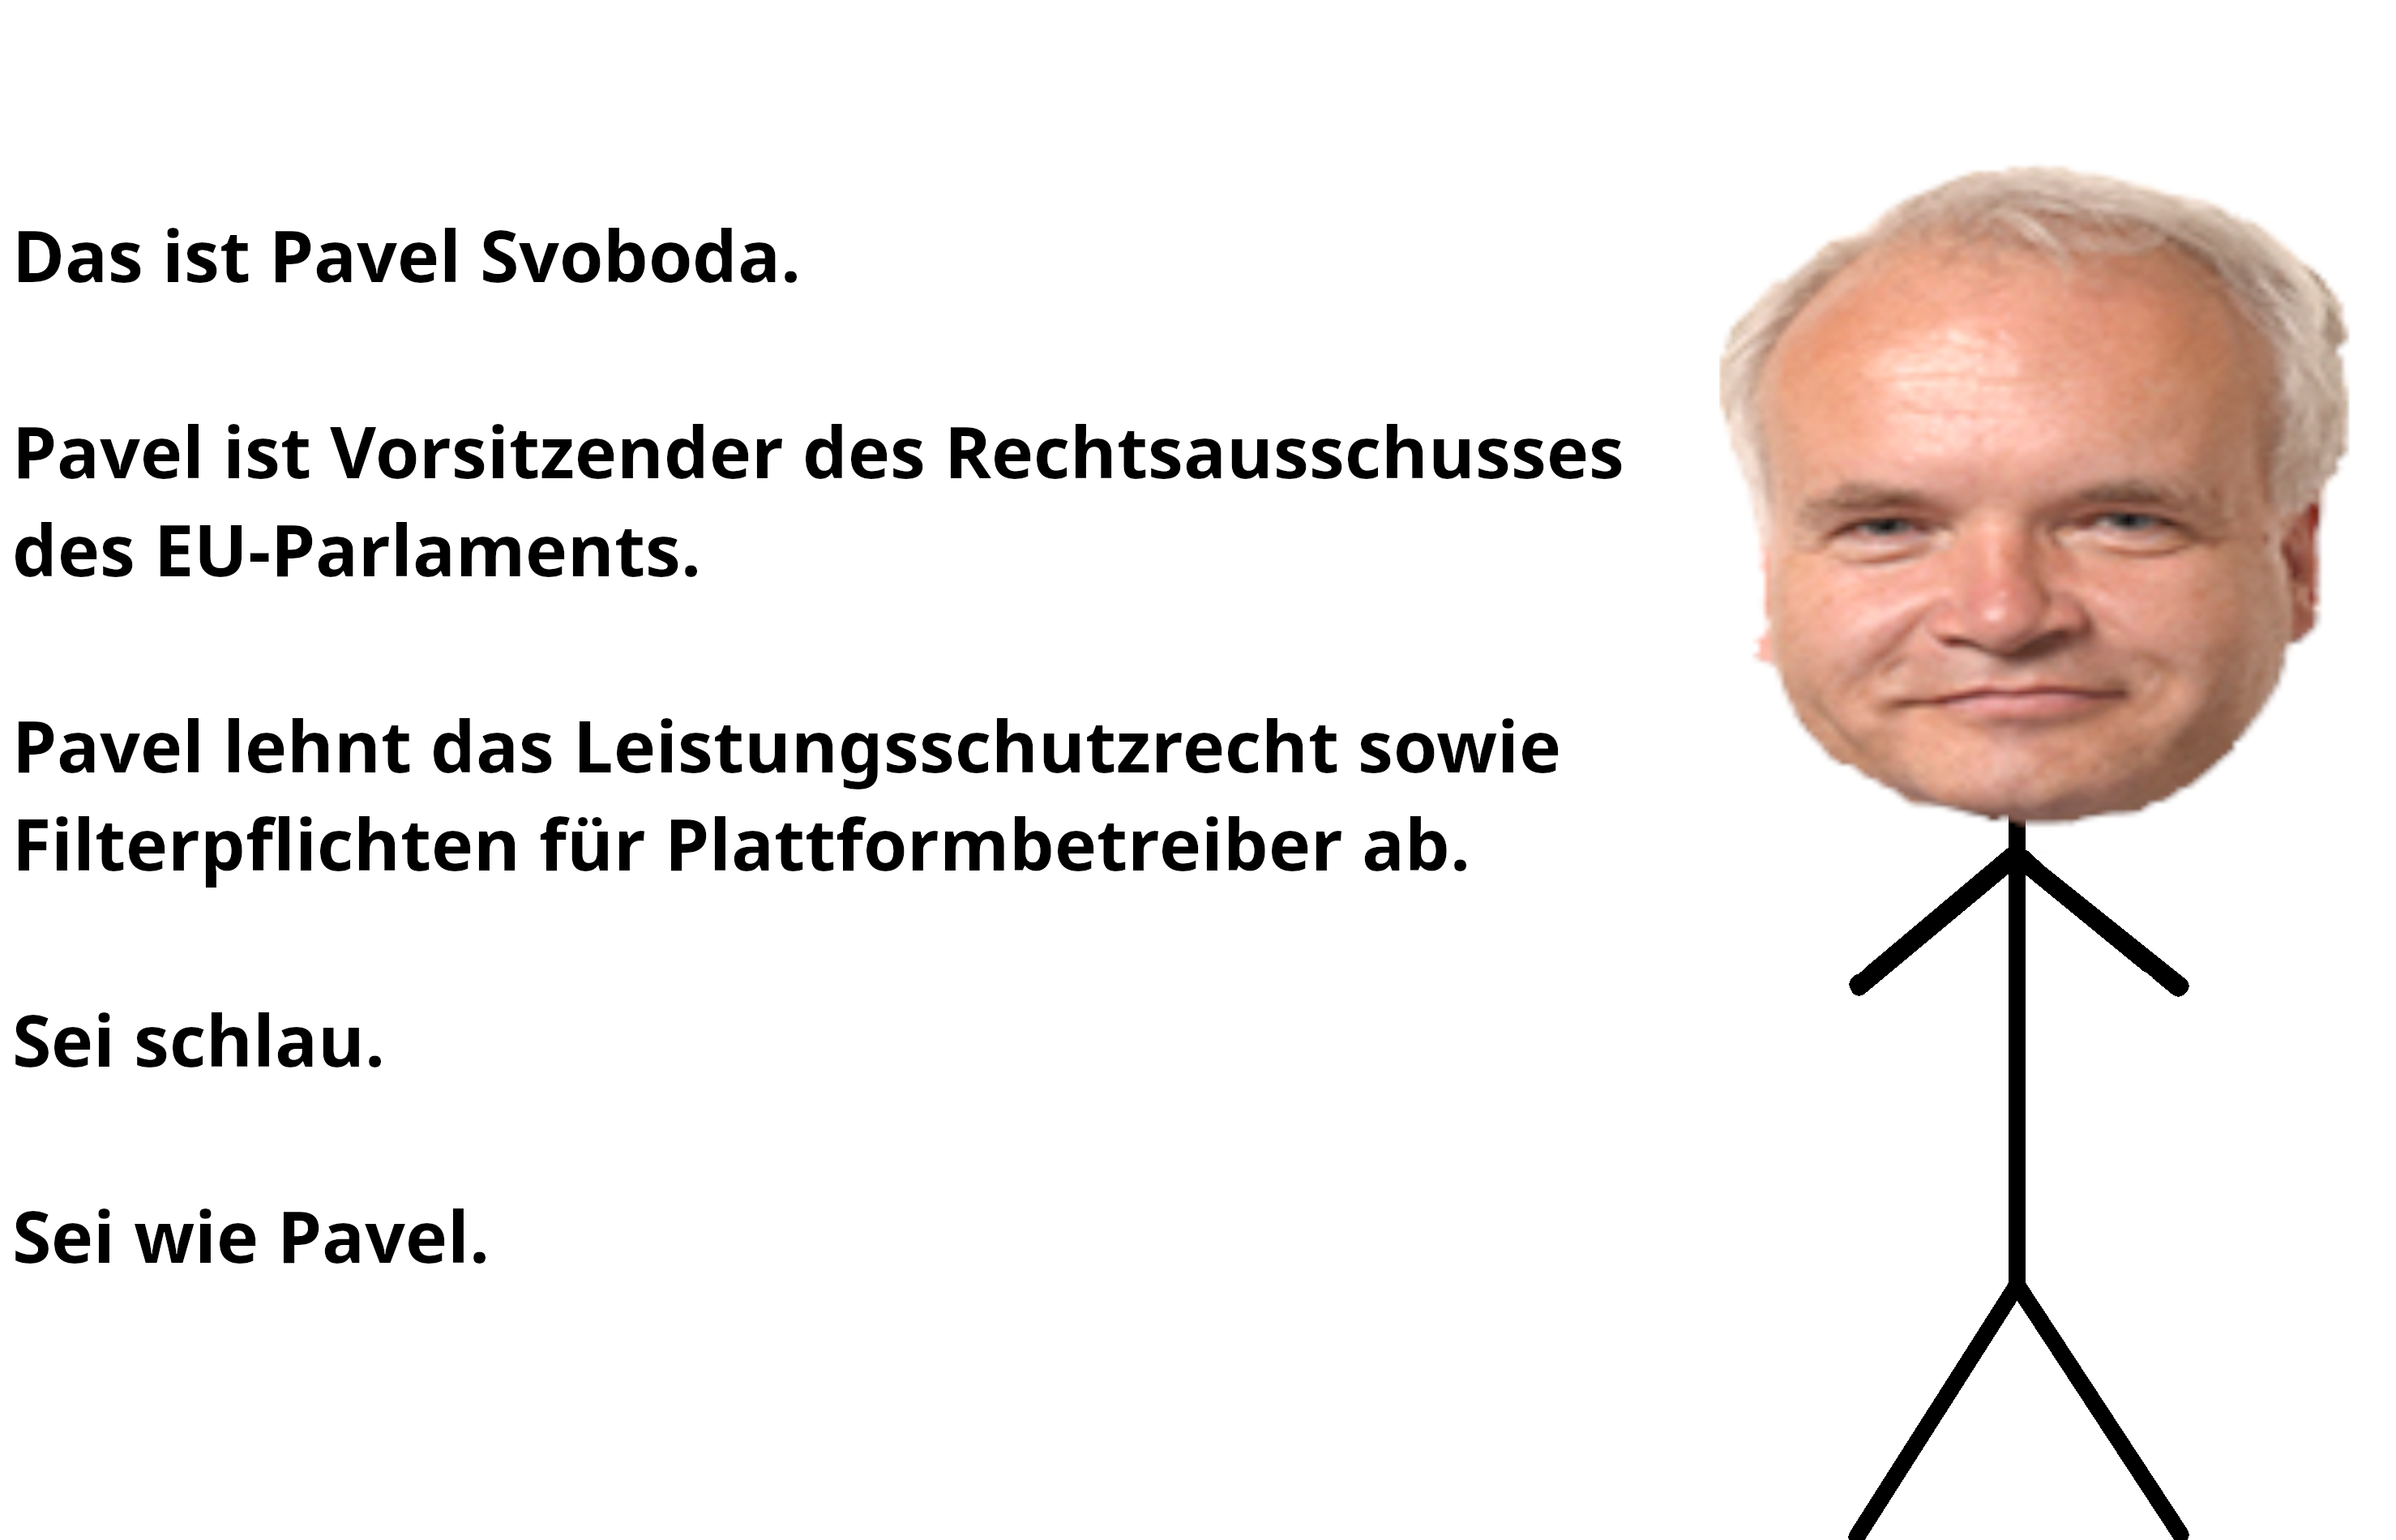 Das ist Pavel Svoboda.
Pavel ist Vorsitzender des Rechtsausschusses
des EU-Parlaments.
Pavel lehnt das Leistungsschutzrecht sowie
Filterpflichten für Plattformbetreiber ab.
Sei schlau.
Sei wie Pavel.